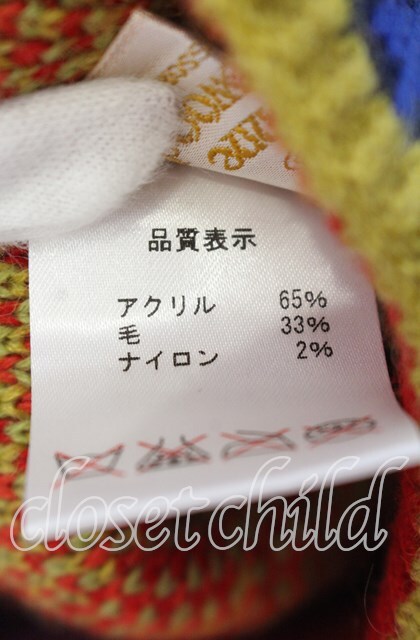 品質表示
アクリル 65%
毛 33%
ナイロン 2%
closet child